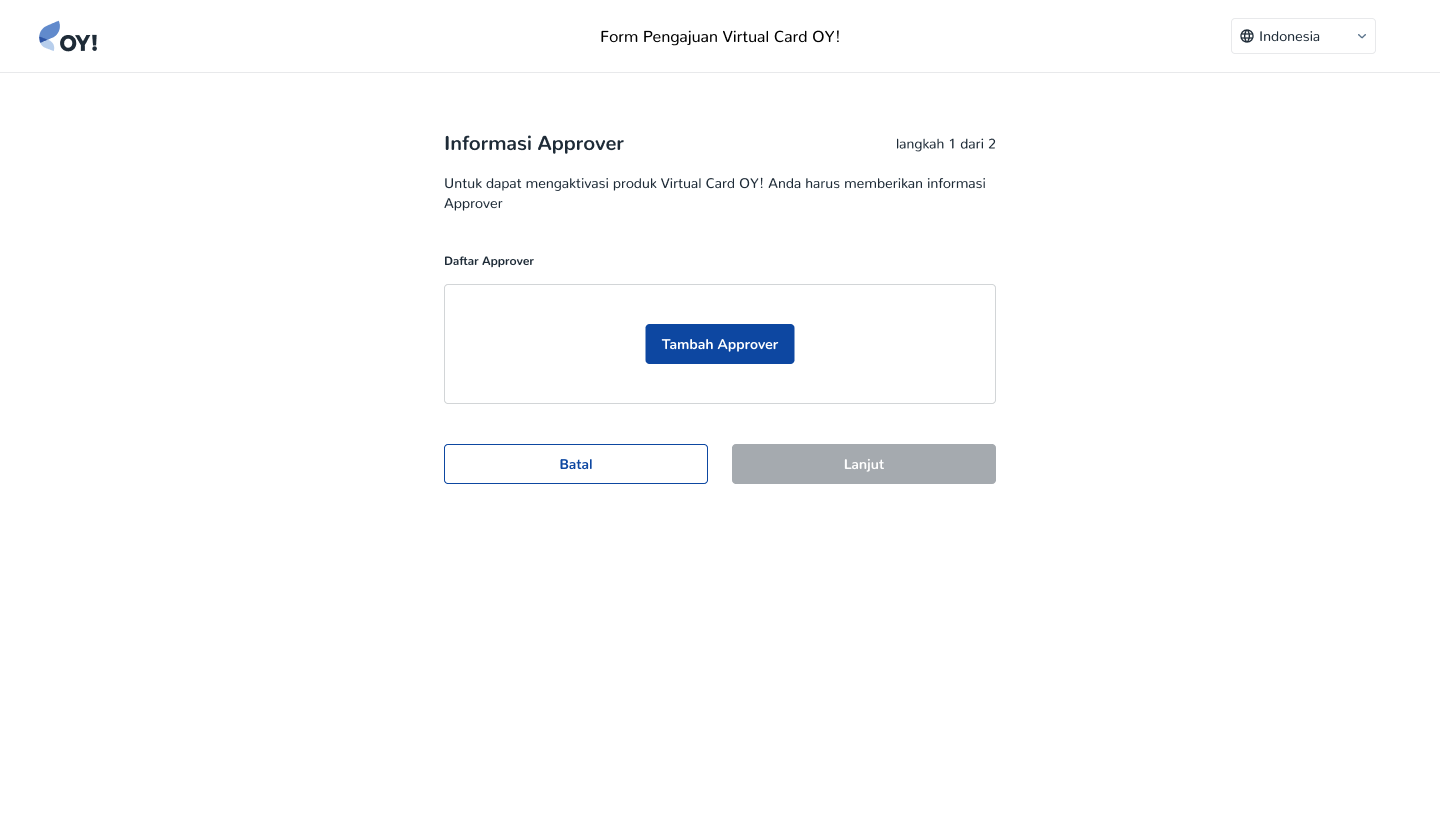 OY!
Form Pengajuan Virtual Card OY!
Indonesia
Informasi Approver
langkah 1 dari 2
Untuk dapat mengaktivasi produk Virtual Card OY! Anda harus memberikan informasi
Approver
Daftar Approver
Tambah Approver
Batal
Lanjut